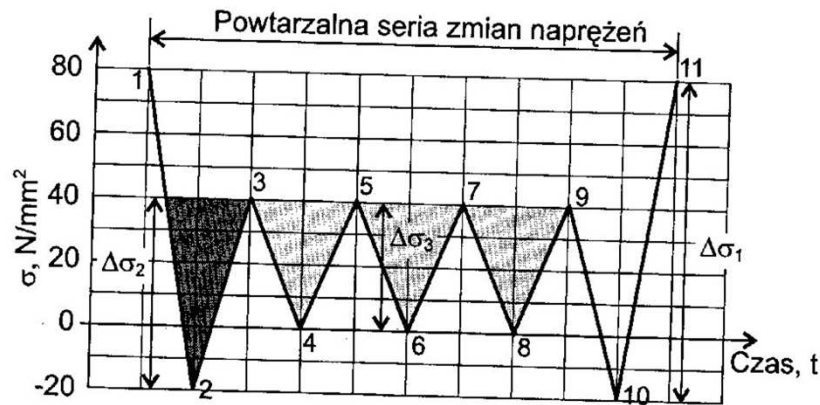 Powtarzalna seria zmian naprężeń
80
60
40
20
0
-20
σ, N/mm²
1
2
3
4
5
6
7
8
9
10
11
Δσ₂
Δσ₃
Δσ₁
Czas, t